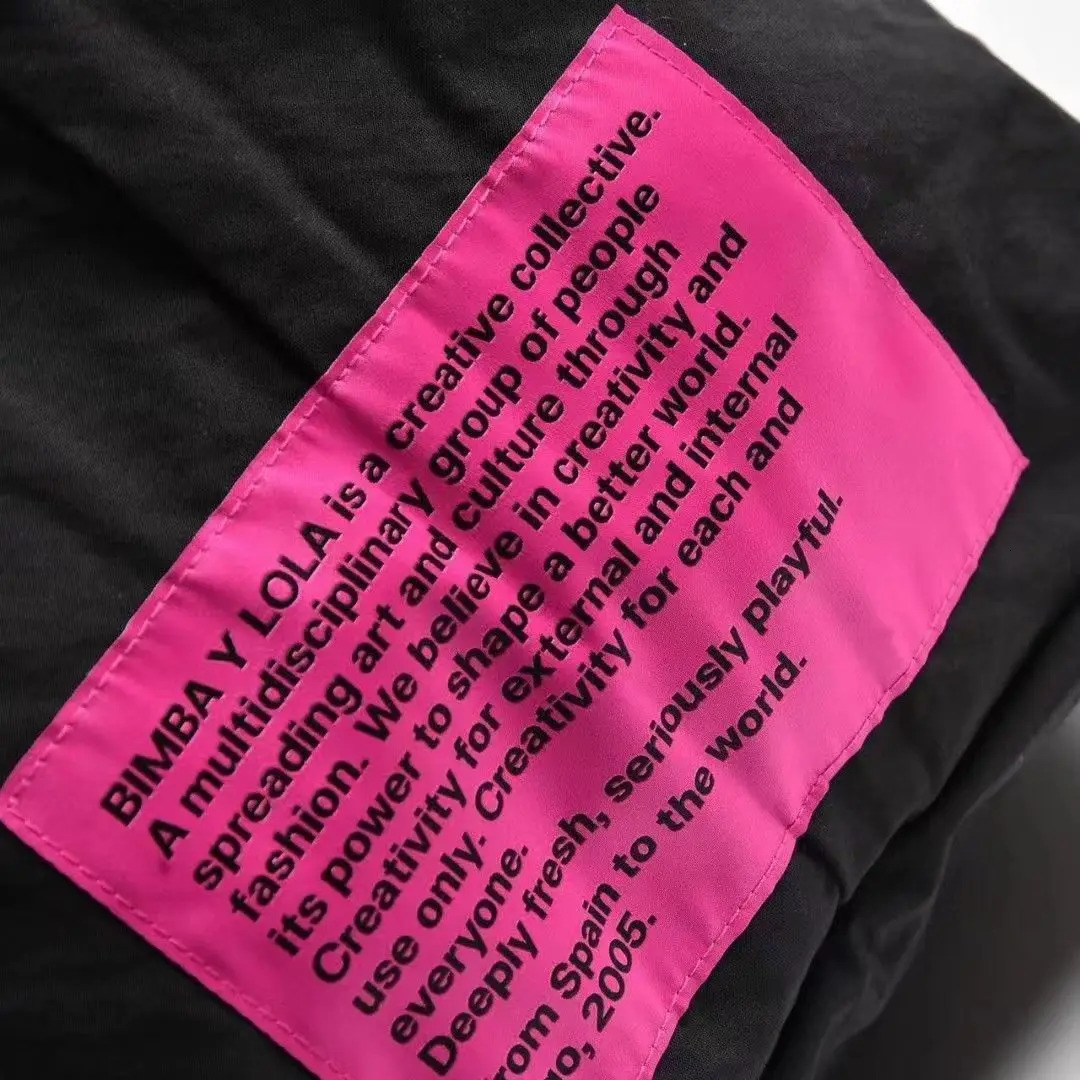 BIMBA Y LOLA is a creative collective.
A multidisciplinary group of people
spreading art and culture through
fashion. We believe in creativity and
its power to shape a better world.
Creativity for external and internal
use only. Creativity for each and
everyone.
Deeply fresh, seriously playful.
rom Spain to the world.
o, 2005.